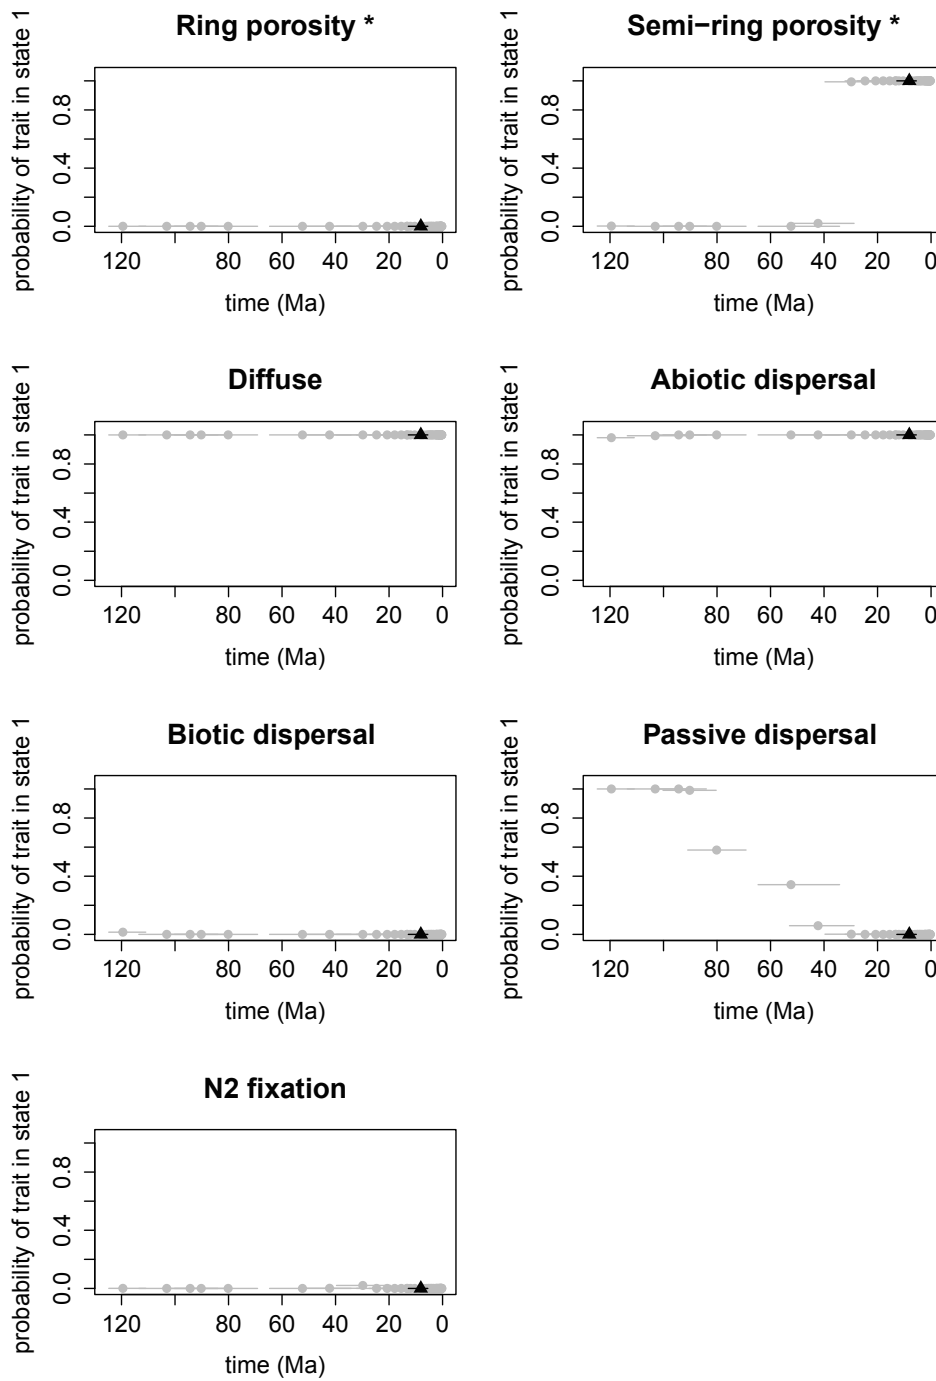 Ring porosity *
probability of trait in state 1
0.0 0.4 0.8
120 80 60 40 20 0
time (Ma)
Semi−ring porosity *
probability of trait in state 1
0.0 0.4 0.8
120 80 60 40 20 0
time (Ma)
Diffuse
probability of trait in state 1
0.0 0.4 0.8
120 80 60 40 20 0
time (Ma)
Abiotic dispersal
probability of trait in state 1
0.0 0.4 0.8
120 80 60 40 20 0
time (Ma)
Biotic dispersal
probability of trait in state 1
0.0 0.4 0.8
120 80 60 40 20 0
time (Ma)
Passive dispersal
probability of trait in state 1
0.0 0.4 0.8
120 80 60 40 20 0
time (Ma)
N2 fixation
probability of trait in state 1
0.0 0.4 0.8
120 80 60 40 20 0
time (Ma)